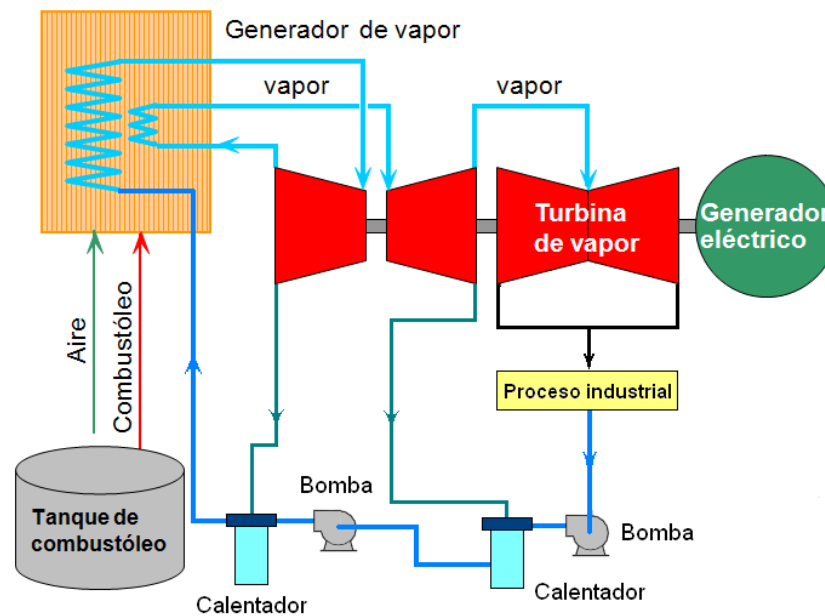 Generador de vapor
vapor
vapor
Turbina
de vapor
Generador
eléctrico
Aire
Combustóleo
Proceso industrial
Tanque de
combustóleo
Bomba
Bomba
Calentador
Calentador